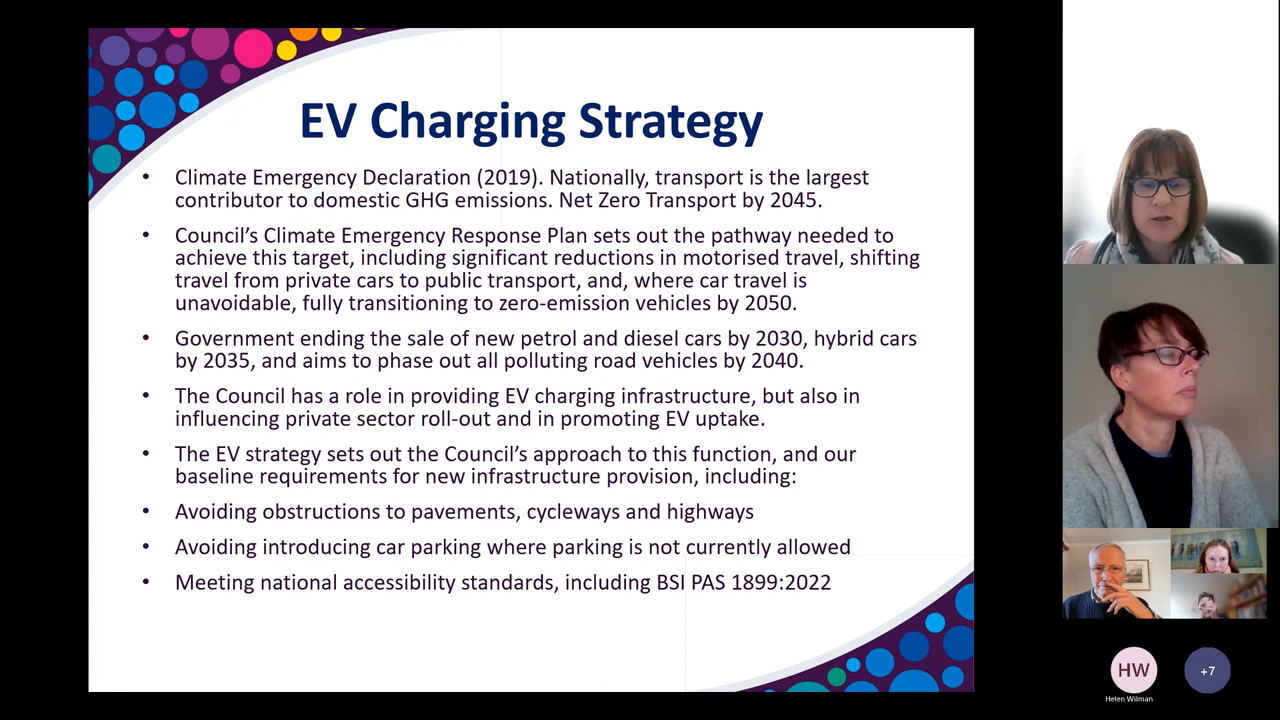 EV Charging Strategy
• Climate Emergency Declaration (2019). Nationally, transport is the largest
contributor to domestic GHG emissions. Net Zero Transport by 2045.
• Council’s Climate Emergency Response Plan sets out the pathway needed to
achieve this target, including significant reductions in motorised travel, shifting
travel from private cars to public transport, and, where car travel is
unavoidable, fully transitioning to zero-emission vehicles by 2050.
• Government ending the sale of new petrol and diesel cars by 2030, hybrid cars
by 2035, and aims to phase out all polluting road vehicles by 2040.
• The Council has a role in providing EV charging infrastructure, but also in
influencing private sector roll-out and in promoting EV uptake.
• The EV strategy sets out the Council’s approach to this function, and our
baseline requirements for new infrastructure provision, including:
• Avoiding obstructions to pavements, cycleways and highways
• Avoiding introducing car parking where parking is not currently allowed
• Meeting national accessibility standards, including BSI PAS 1899:2022
HW
+7
Helen Wilman